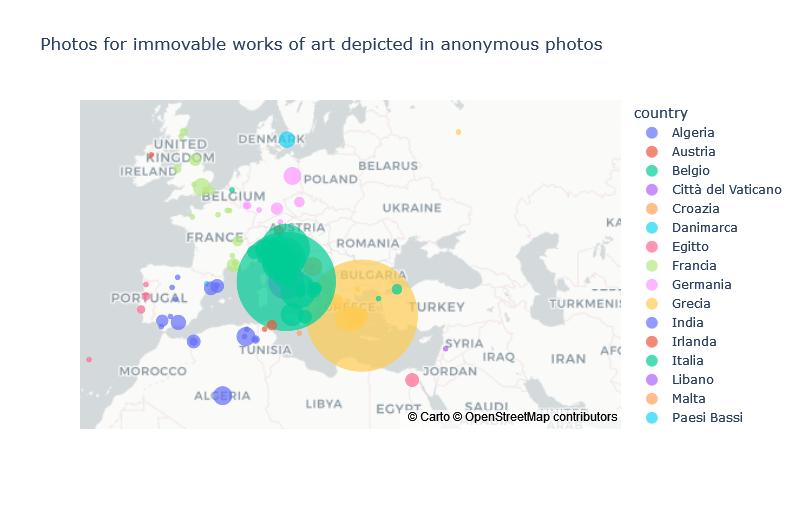 Photos for immovable works of art depicted in anonymous photos
country
Algeria
Austria
Belgio
Città del Vaticano
Croazia
Danimarca
Egitto
Francia
Germania
Grecia
India
Irlanda
Italia
Libano
Malta
Paesi Bassi
DENMARK
UNITED
KINGDOM
IRELAND
BELARUS
POLAND
BELGIUM
UKRAINE
FRANCE
AUSTRIA
ROMANIA
KA
BULGARIA
PORTUGAL
GREECE
TURKEY
TURKMENIS
SYRIA
TUNISIA
IRAQ
IRAN
AFG
MOROCCO
JORDAN
ALGERIA
LIBYA
EGYPT
SAUDI
© Carto © OpenStreetMap contributors